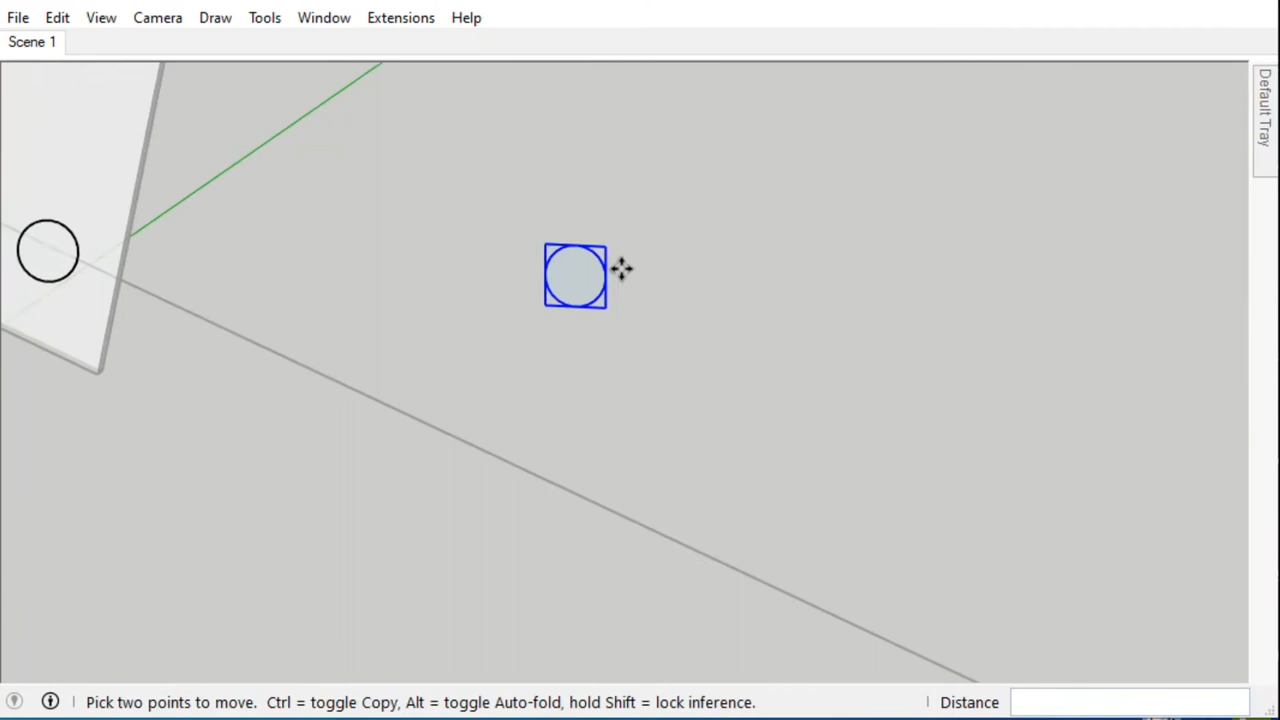 File Edit View Camera Draw Tools Window Extensions Help
Scene 1
Default Tray
Pick two points to move. Ctrl = toggle Copy, Alt = toggle Auto-fold, hold Shift = lock inference. Distance